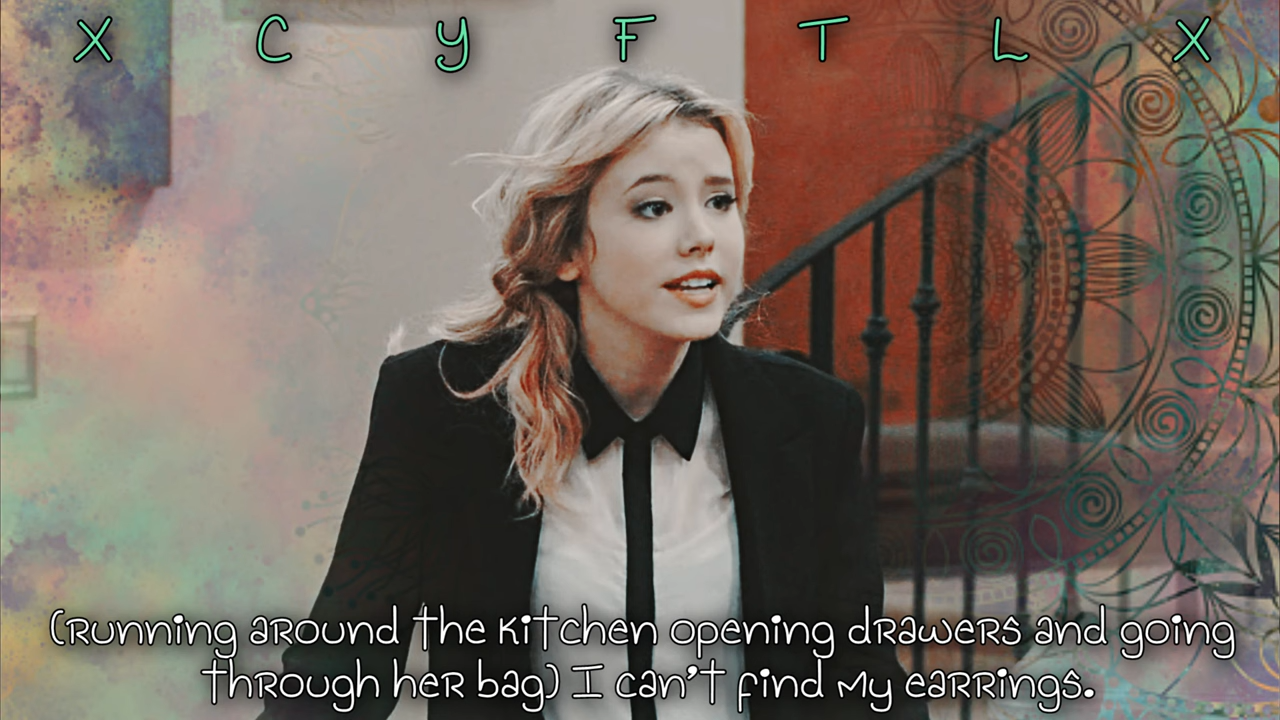 X C Y F T L X
(Running around the kitchen opening drawers and going
through her bag) I can't find my earrings.